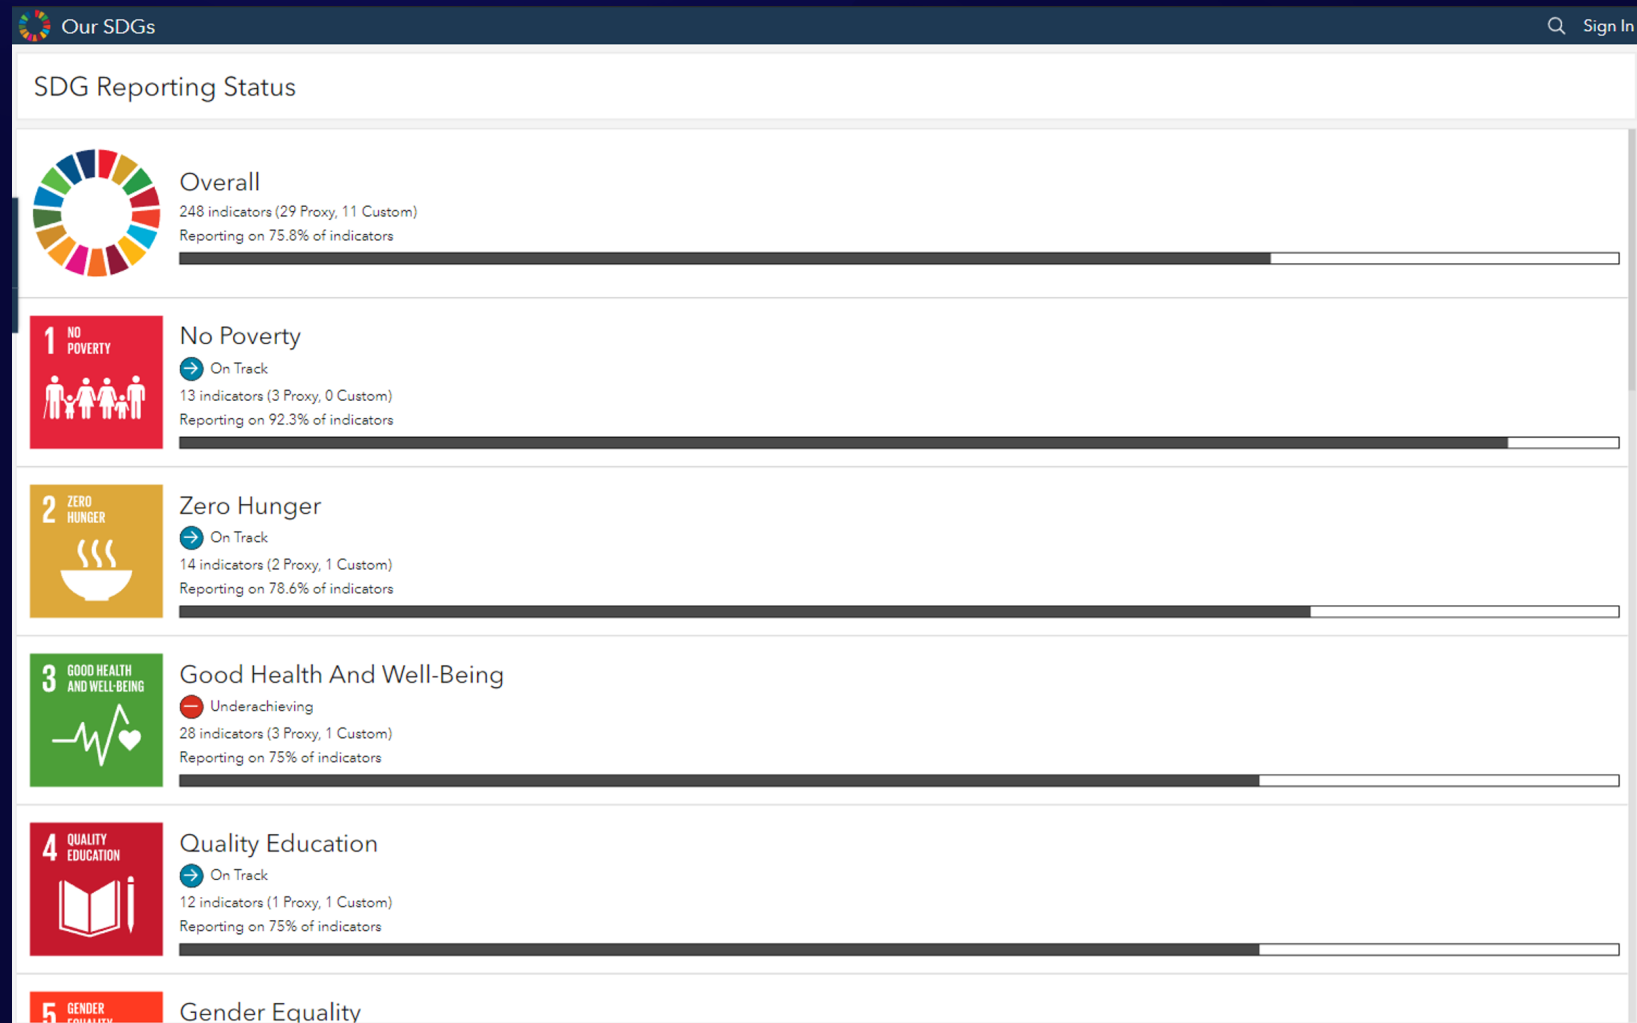 Our SDGs
Sign In
SDG Reporting Status
Overall
248 indicators (29 Proxy, 11 Custom)
Reporting on 75.8% of indicators
1 NO
POVERTY
No Poverty
On Track
13 indicators (3 Proxy, 0 Custom)
Reporting on 92.3% of indicators
2 ZERO
HUNGER
Zero Hunger
On Track
14 indicators (2 Proxy, 1 Custom)
Reporting on 78.6% of indicators
3 GOOD HEALTH
AND WELL-BEING
Good Health And Well-Being
Underachieving
28 indicators (3 Proxy, 1 Custom)
Reporting on 75% of indicators
4 QUALITY
EDUCATION
Quality Education
On Track
12 indicators (1 Proxy, 1 Custom)
Reporting on 75% of indicators
5 GENDER
EQUALITY
Gender Equality